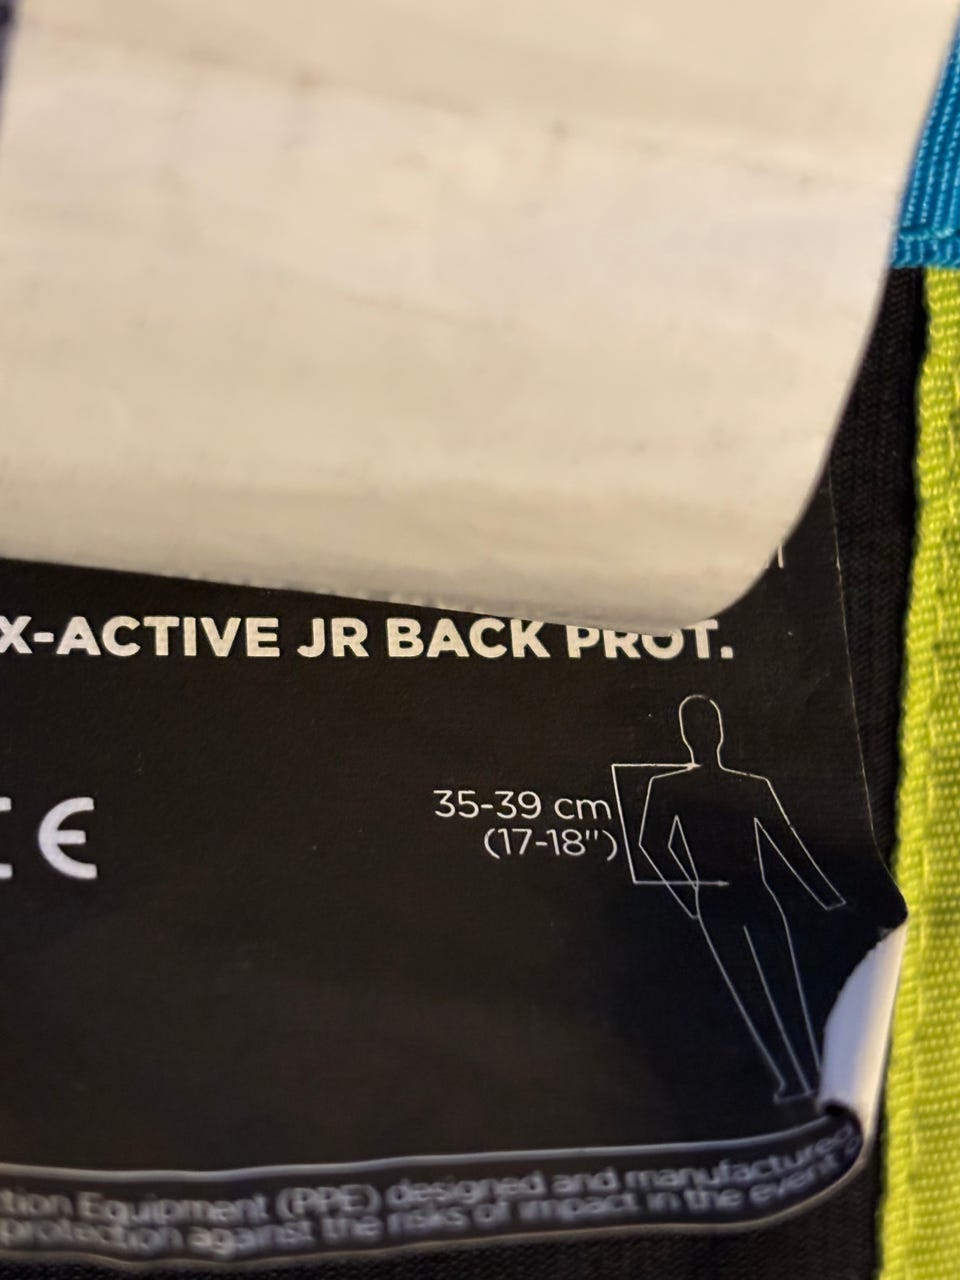 X-ACTIVE JR BACK PROT.
35-39 cm
(17-18")
CE
tion Equipment (PPE) designed and manufactured
protection against the risks of impact in the event